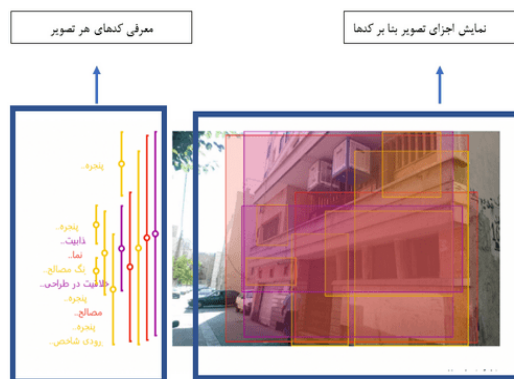 نمایش اجزای تصویر بنا بر کدها
معرفی کدهای هر تصویر
پنجره..
پنجره..
ذابیت..
نما..
نگ مصالح..
خلاقیت در طراحی..
پنجره..
مصالح..
پنجره..
رودی شاخص..